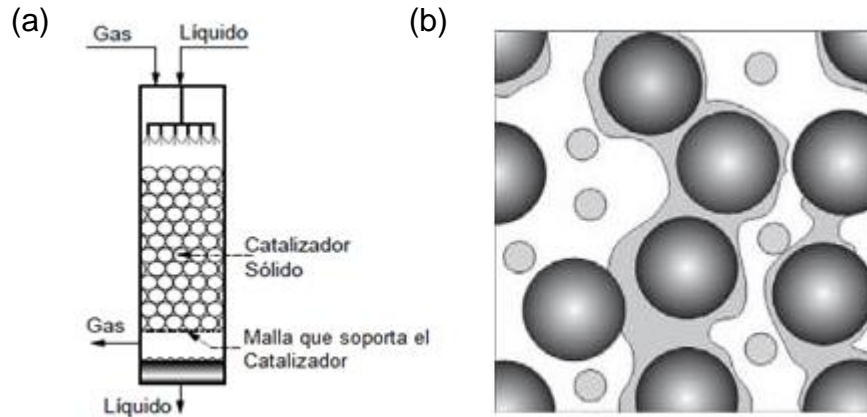 (a)
Gas
Líquido
Catalizador
Sólido
Gas
Malla que soporta el
Catalizador
Líquido
(b)